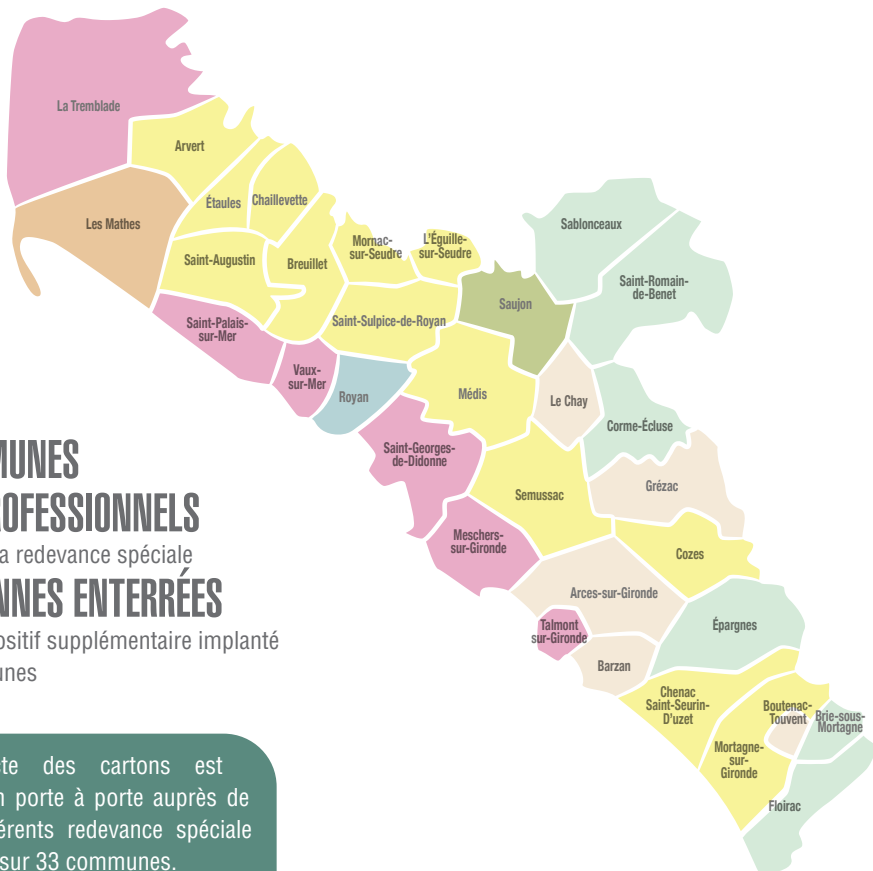 La Tremblade
Arvert
Étaules
Chaillevette
Les Mathes
Saint-Augustin
Breuillet
Mornac-
sur-Seudre
L'Éguille-
sur-Seudre
Sablonceaux
Saint-Romain-
de-Benet
Saujon
Saint-Sulpice-de-Royan
Saint-Palais-
sur-Mer
Vaux-
sur-Mer
Royan
Médis
Le Chay
Corme-Écluse
Saint-Georges-
de-Didonne
Semussac
Grézac
Meschers-
sur-Gironde
Cozes
Arces-sur-Gironde
Talmont
sur-Gironde
Barzan
Épargnes
Chenac
Saint-Seurin-
D'uzet
Boutenac-
Touvent
Brie-sous-
Mortagne
Mortagne-
sur-
Gironde
Floirac
MUNES
ROFESSIONNELS
a redevance spéciale
NNES ENTERRÉES
ositif supplémentaire implanté
unes
cte des cartons est
n porte à porte auprès de
érents redevance spéciale
sur 33 communes.